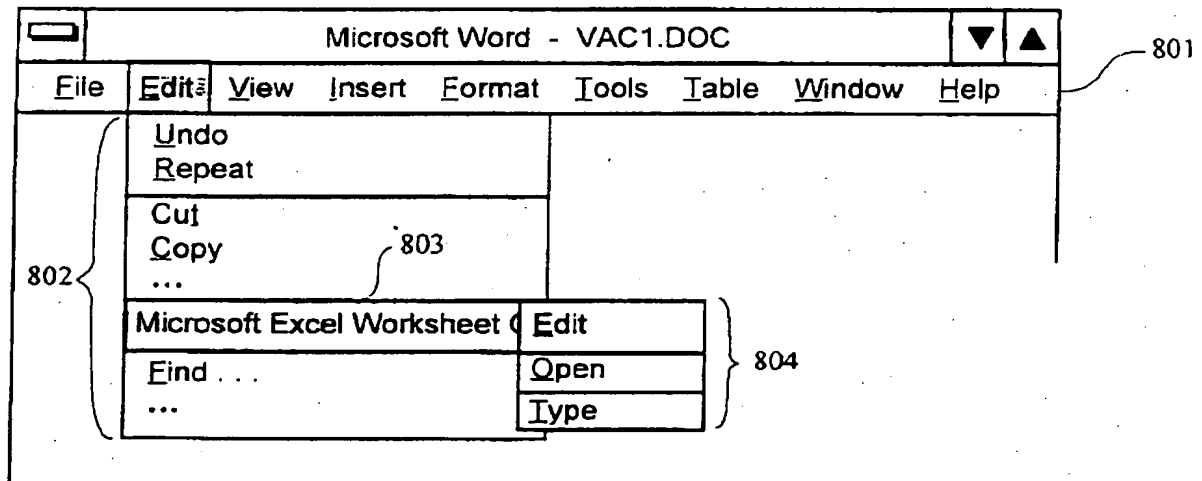 Microsoft Word - VAC1.DOC
801
File Edit View Insert Format Tools Table Window Help
Undo
Repeat
Cut
Copy
803
802
...
Microsoft Excel Worksheet Edit
Find . . . Open
804
... Type